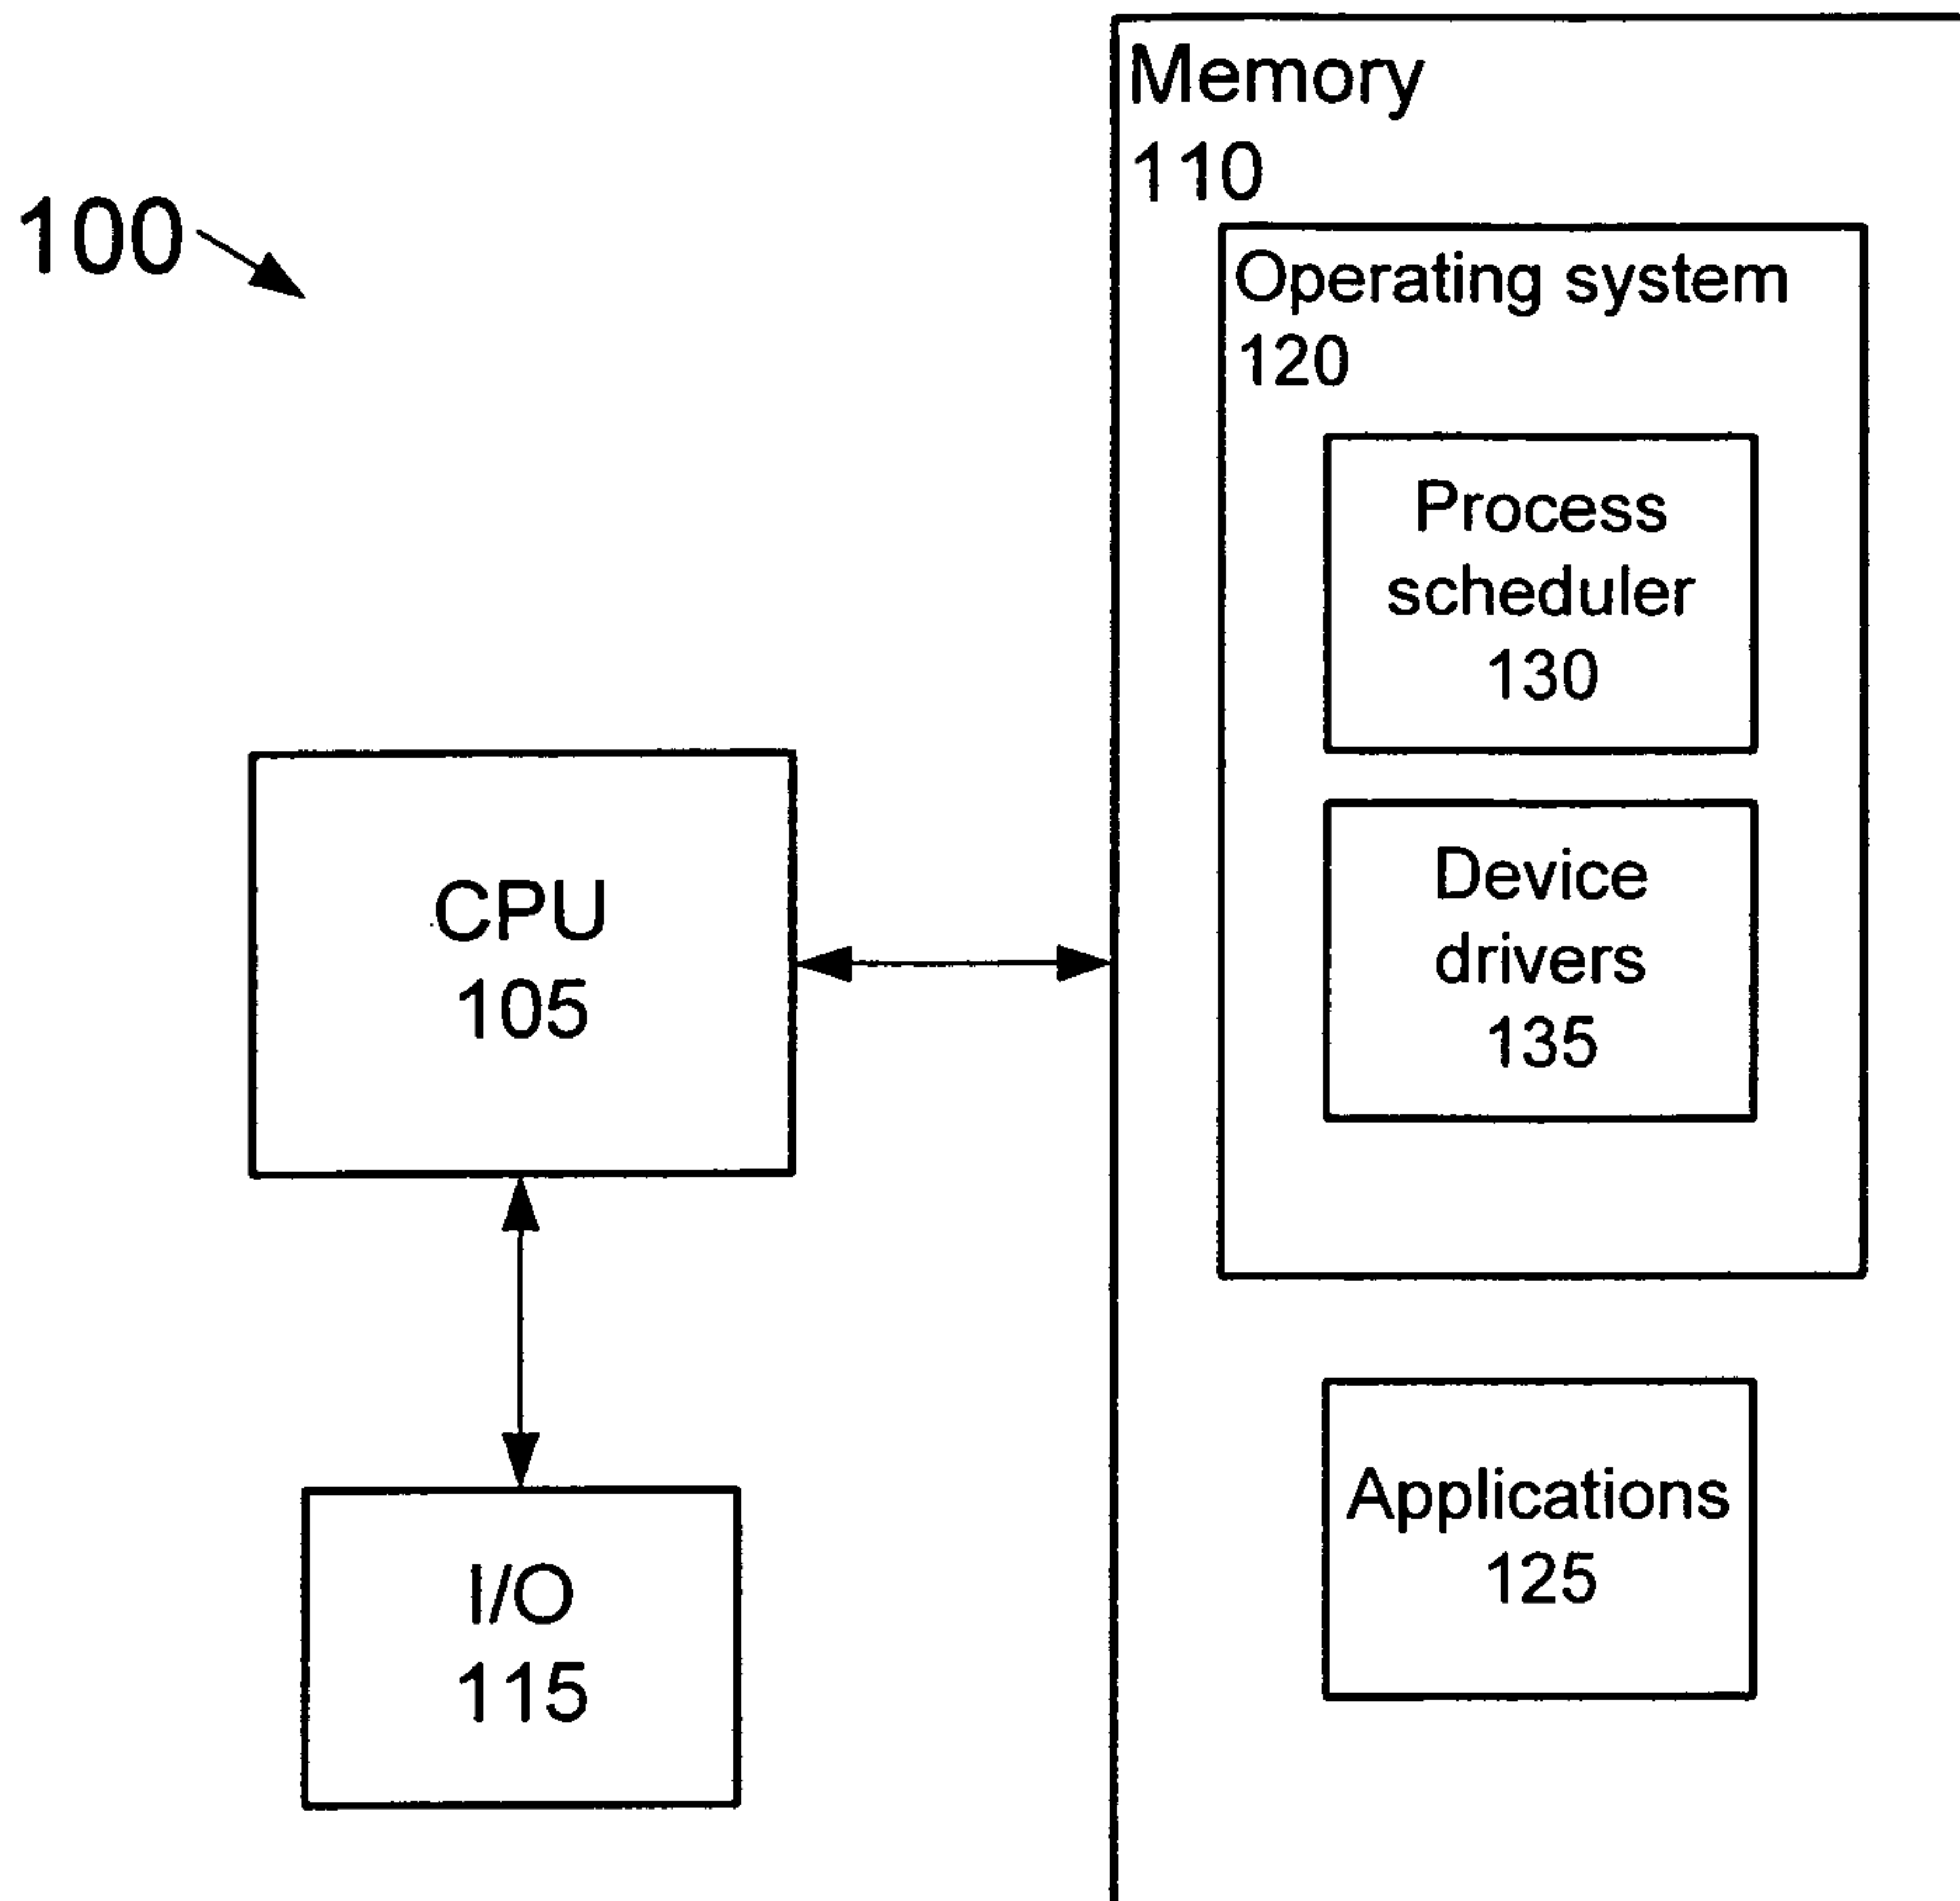 100
Memory
110
Operating system
120
Process
scheduler
130
Device
drivers
135
CPU
105
I/O
115
Applications
125